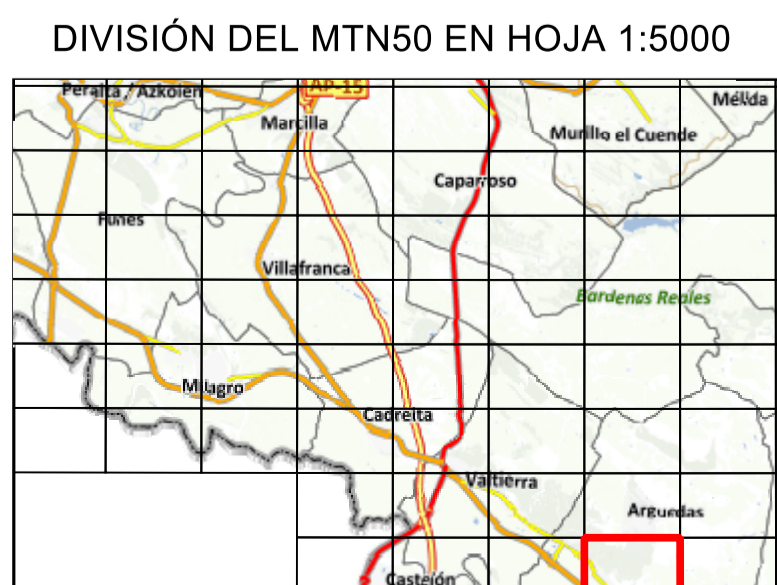 DIVISIÓN DEL MTN50 EN HOJA 1:5000
Peralta / Azkoien
AP-15
Mélida
Marcilla
Murillo el Cuende
Caparroso
Funes
Villafranca
Bardenas Reales
Milagro
Cadreita
Valtierra
Arguedas
Castejón